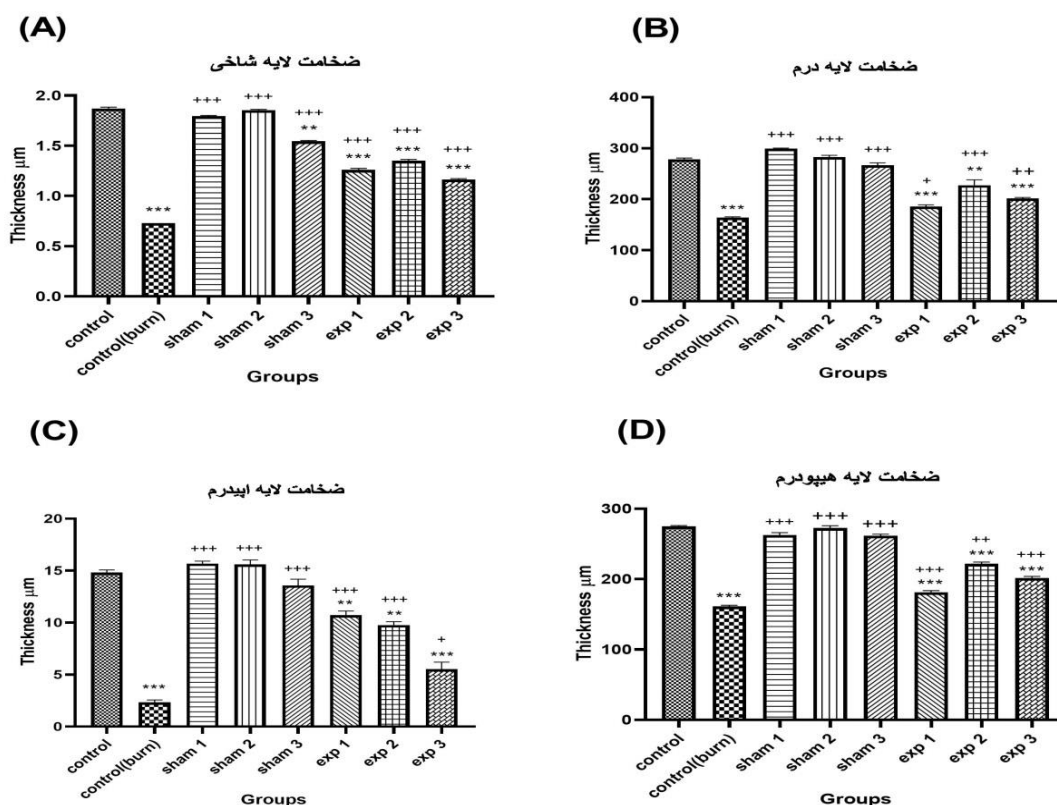 (A)
ضخامت لایه شاخی
Thickness μm
2.0
1.5
1.0
0.5
0.0
***
+++
+++
+++
**
+++
***
+++
***
+++
***
control
control(burn)
sham 1
sham 2
sham 3
exp 1
exp 2
exp 3
Groups
(B)
ضخامت لایه درم
Thickness μm
400
300
200
100
0
***
+++
+++
+++
+
***
+++
**
++
***
control
control(burn)
sham 1
sham 2
sham 3
exp 1
exp 2
exp 3
Groups
(C)
ضخامت لایه اپیدرم
Thickness μm
20
15
10
5
0
***
+++
+++
+++
+++
**
+++
**
+
***
control
control(burn)
sham 1
sham 2
sham 3
exp 1
exp 2
exp 3
Groups
(D)
ضخامت لایه هیپودرم
Thickness μm
300
200
100
0
***
+++
+++
+++
+++
***
++
***
+++
***
control
control(burn)
sham 1
sham 2
sham 3
exp 1
exp 2
exp 3
Groups